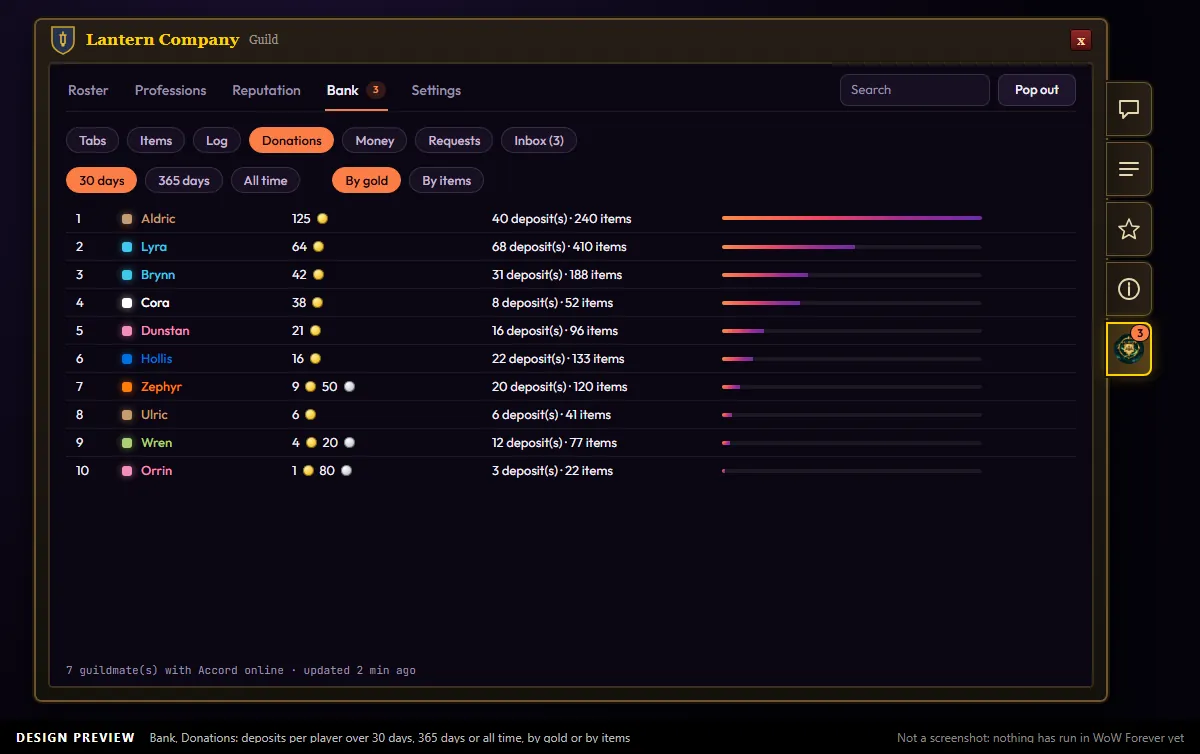 Lantern Company Guild x
Roster Professions Reputation Bank 3 Settings Search Pop out
Tabs Items Log Donations Money Requests Inbox (3)
30 days 365 days All time By gold By items
1 Aldric 125 40 deposit(s) · 240 items
2 Lyra 64 68 deposit(s) · 410 items
3 Brynn 42 31 deposit(s) · 188 items
3
4 Cora 38 8 deposit(s) · 52 items
5 Dunstan 21 16 deposit(s) · 96 items
6 Hollis 16 22 deposit(s) · 133 items
7 Zephyr 9 50 20 deposit(s) · 120 items
8 Ulric 6 6 deposit(s) · 41 items
9 Wren 4 20 12 deposit(s) · 77 items
10 Orrin 1 80 3 deposit(s) · 22 items
7 guildmate(s) with Accord online · updated 2 min ago
DESIGN PREVIEW Bank, Donations: deposits per player over 30 days, 365 days or all time, by gold or by items Not a screenshot: nothing has run in WoW Forever yet